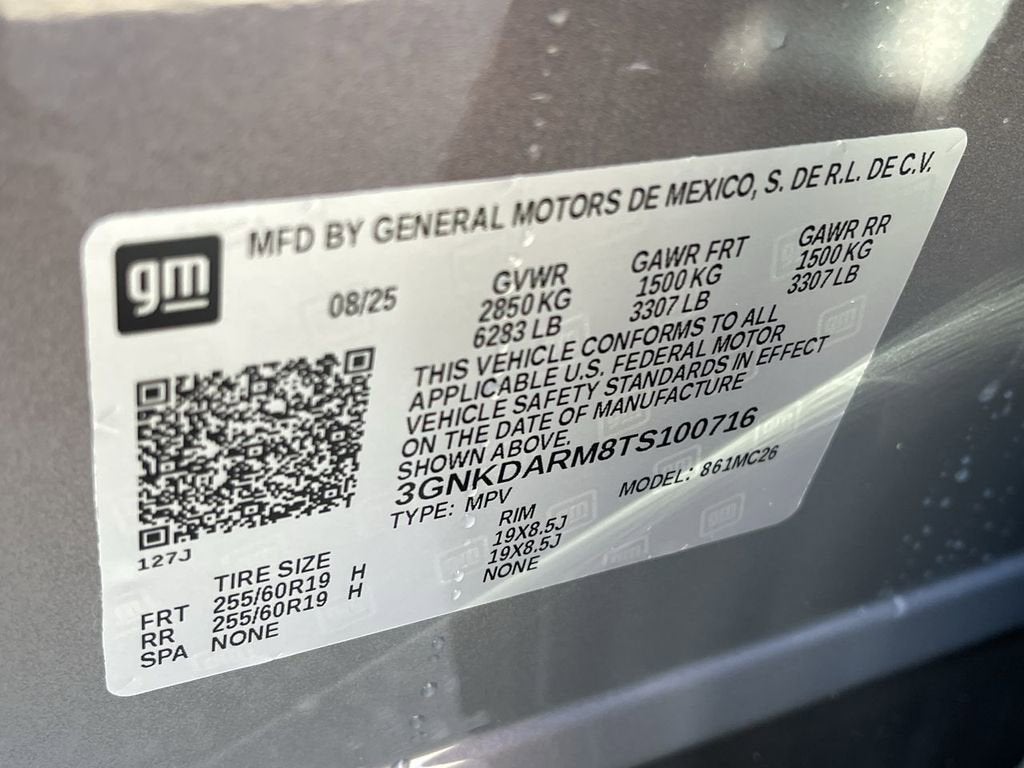 MFD BY GENERAL MOTORS DE MEXICO, S. DE R.L. DE C.V.
gm
08/25
GVWR
2850 KG
6283 LB
GAWR FRT
1500 KG
3307 LB
GAWR RR
1500 KG
3307 LB
THIS VEHICLE CONFORMS TO ALL
APPLICABLE U.S. FEDERAL MOTOR
VEHICLE SAFETY STANDARDS IN EFFECT
ON THE DATE OF MANUFACTURE
SHOWN ABOVE.
3GNKDARM8TS100716
TYPE: MPV
MODEL: 861MC26
127J
TIRE SIZE
RIM
FRT 255/60R19 H 19X8.5J
RR 255/60R19 H 19X8.5J
SPA NONE NONE